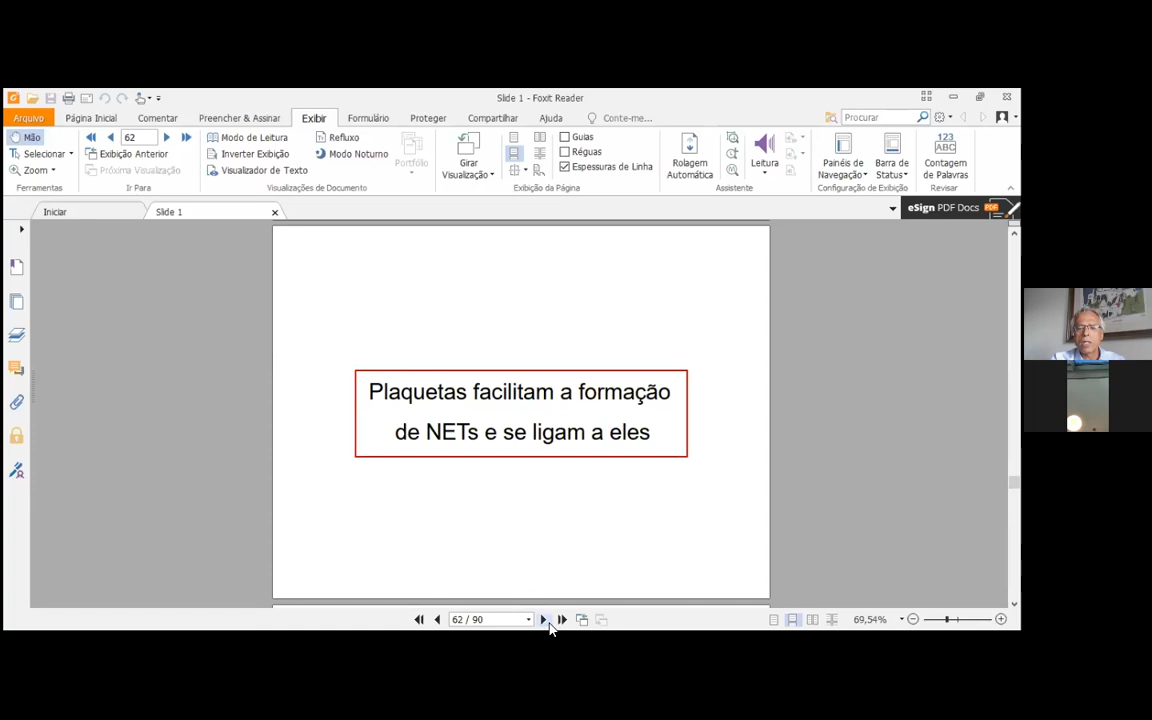 Slide 1 - Foxit Reader
Arquivo Página Inicial Comentar Preencher & Assinar Exibir Formulário Proteger Compartilhar Ajuda Conte-me... Procurar
Mão 62 Modo de Leitura Refluxo Guias
Selecionar Exibição Anterior Inverter Exibição Modo Noturno Réguas
Zoom Próxima Visualização Visualizador de Texto Espessuras de Linha
Portfólio
Girar Visualização
Rolagem Automática
Leitura
Painéis de Navegação
Barra de Status
123 ABC
Contagem de Palavras
Ferramentas Ir Para Visualizações de Documento Exibição da Página Assistente Configuração de Exibição Revisar
Iniciar Slide 1 eSign PDF Docs PDF
Plaquetas facilitam a formação
de NETs e se ligam a eles
62 / 90 69,54%